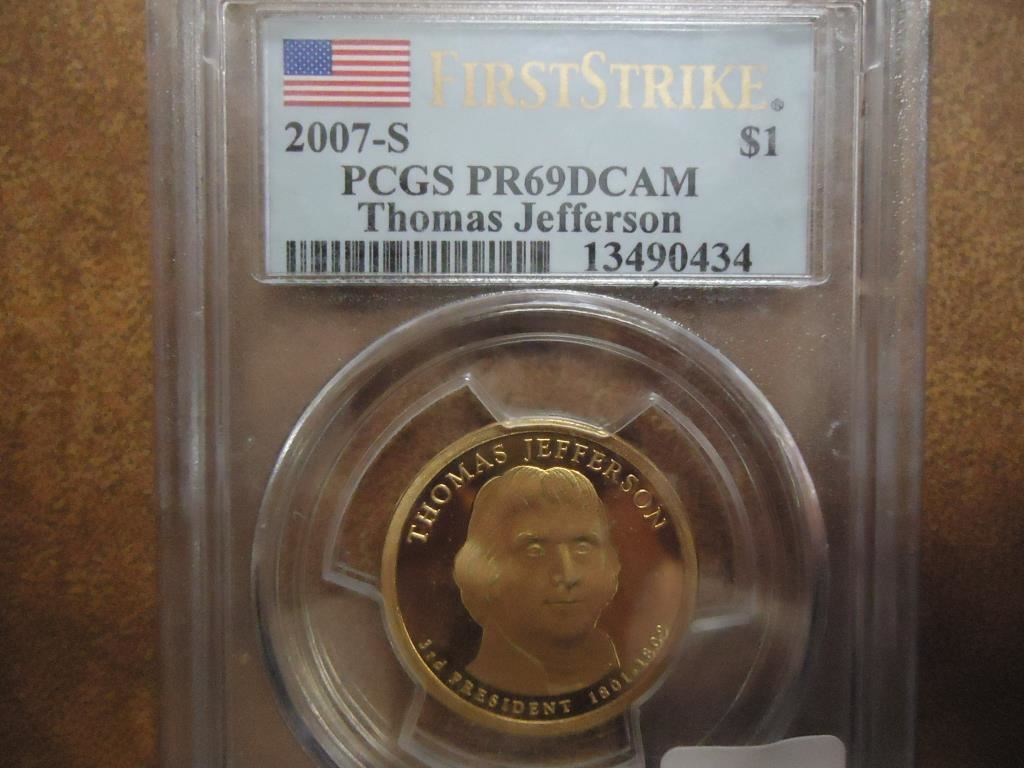 FIRSTSTRIKE®
2007-S $1
PCGS PR69DCAM
Thomas Jefferson
13490434
THOMAS JEFFERSON
3rd PRESIDENT 1801-1809